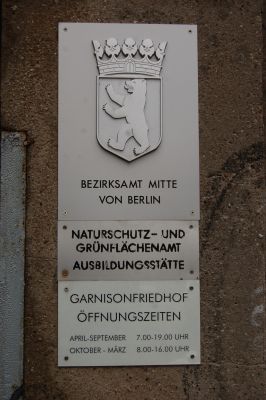 BEZIRKSAMT MITTE
VON BERLIN
NATURSCHUTZ- UND
GRÜNFLÄCHENAMT
AUSBILDUNGSSTÄTTE
GARNISONFRIEDHOF
ÖFFNUNGSZEITEN
APRIL-SEPTEMBER 7.00-19.00 UHR
OKTOBER - MÄRZ 8.00-16.00 UHR